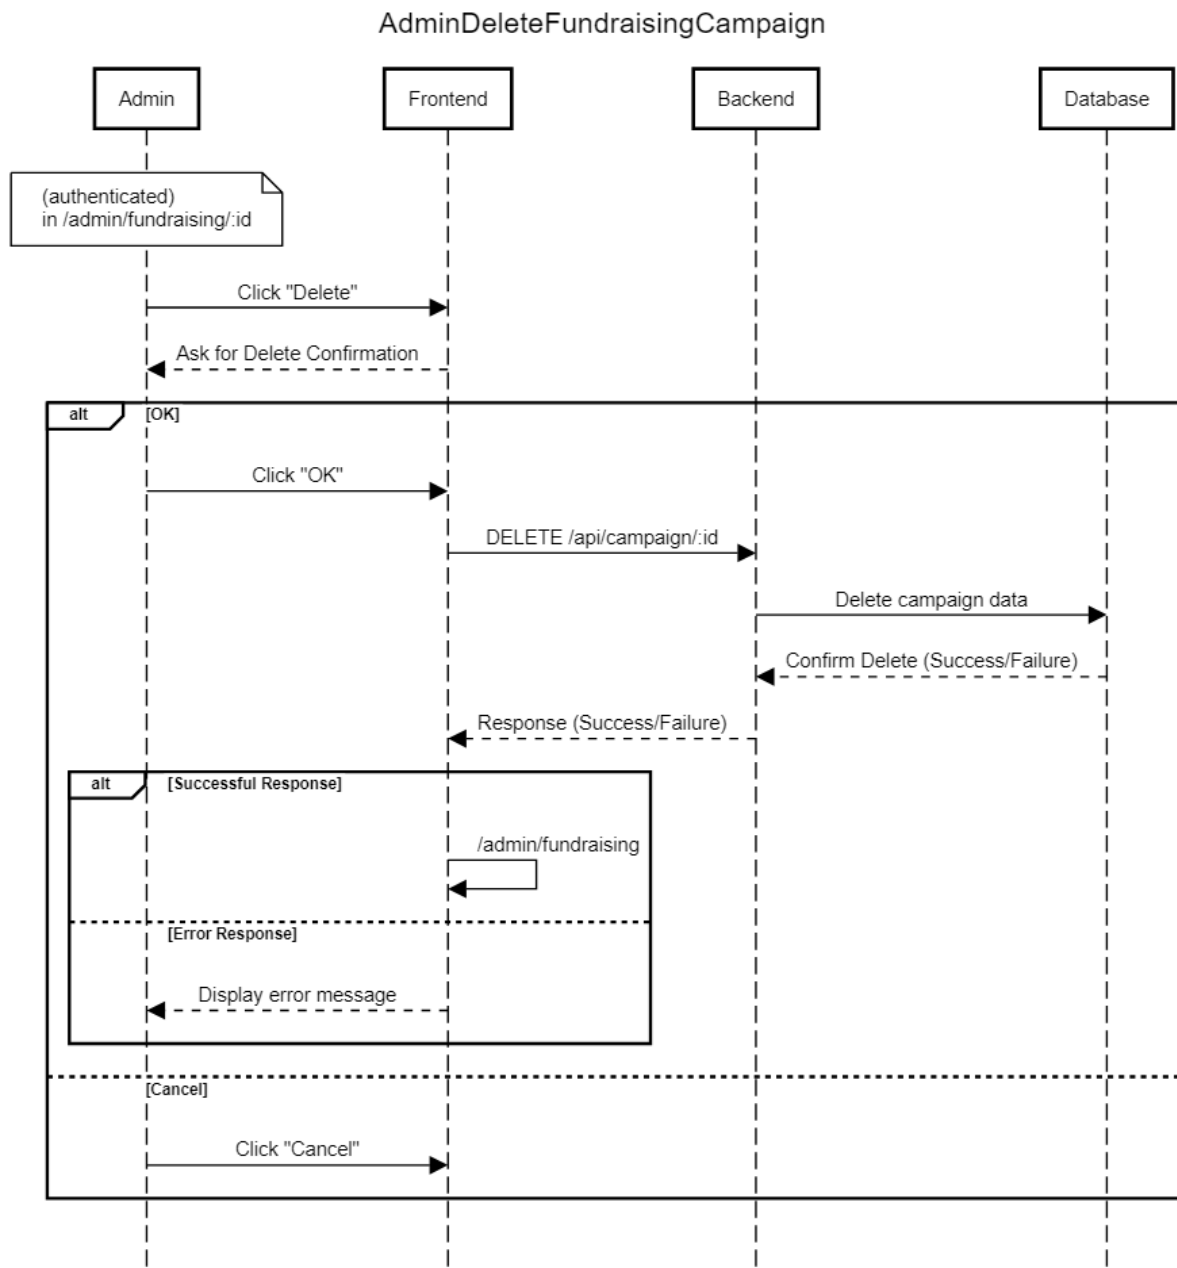 AdminDeleteFundraisingCampaign
Admin
Frontend
Backend
Database
(authenticated)
in /admin/fundraising/:id
Click "Delete"
Ask for Delete Confirmation
alt
[OK]
Click "OK"
DELETE /api/campaign/:id
Delete campaign data
Confirm Delete (Success/Failure)
Response (Success/Failure)
alt
[Successful Response]
/admin/fundraising
[Error Response]
Display error message
[Cancel]
Click "Cancel"